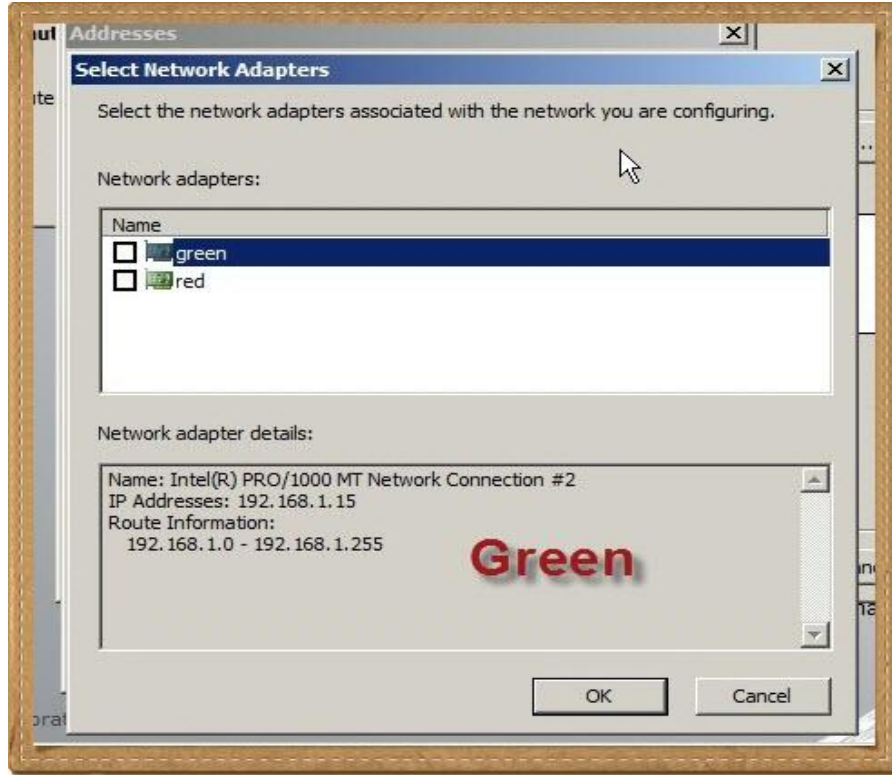 Addresses
Select Network Adapters
Select the network adapters associated with the network you are configuring.
Network adapters:
Name
green
red
Network adapter details:
Name: Intel(R) PRO/1000 MT Network Connection #2
IP Addresses: 192.168.1.15
Route Information:
192.168.1.0 - 192.168.1.255
Green
OK
Cancel